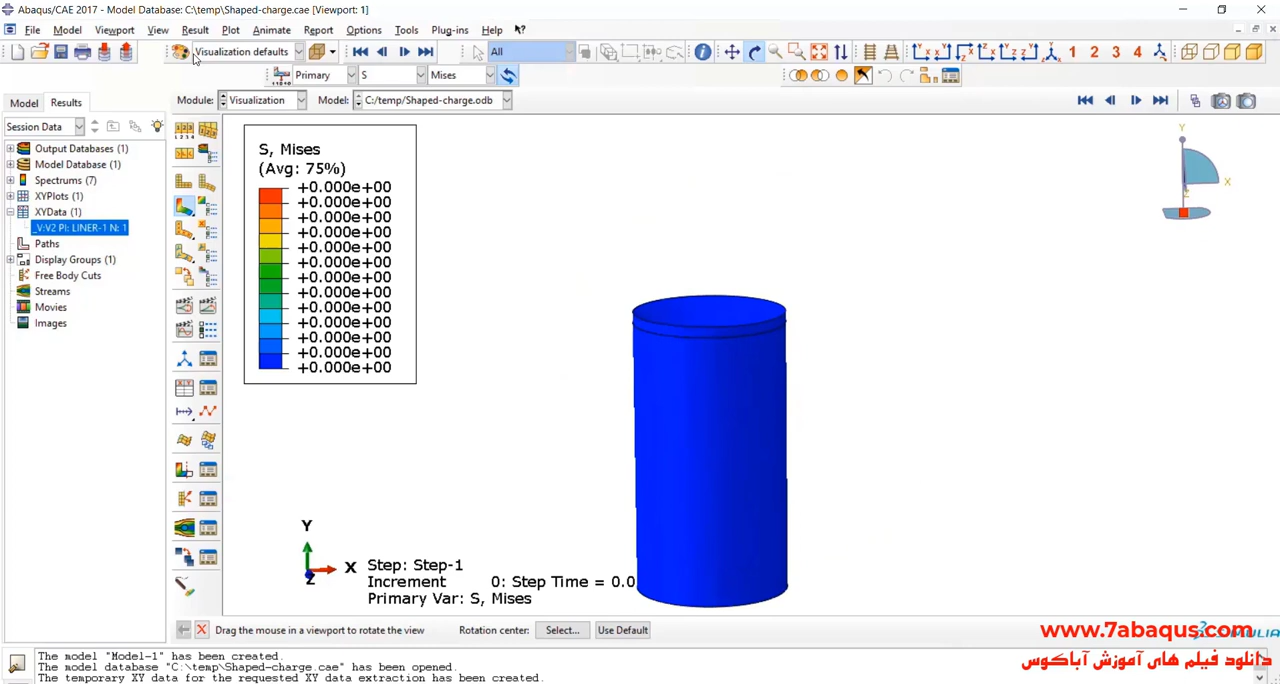 Abaqus/CAE 2017 - Model Database: C:\temp\Shaped-charge.cae [Viewport: 1]
File Model Viewport View Result Plot Animate Report Options Tools Plug-ins Help
Visualization defaults All 1 2 3 4
Primary S Mises
Model Results Module: Visualization Model: C:/temp/Shaped-charge.odb
Session Data
Output Databases (1)
Model Database (1)
Spectrums (7)
XYPlots (1)
XYData (1)
_V:V2 PI: LINER-1 N: 1
Paths
Display Groups (1)
Free Body Cuts
Streams
Movies
Images
S, Mises
(Avg: 75%)
+0.000e+00
+0.000e+00
+0.000e+00
+0.000e+00
+0.000e+00
+0.000e+00
+0.000e+00
+0.000e+00
+0.000e+00
+0.000e+00
+0.000e+00
+0.000e+00
+0.000e+00
Y
X
Z
Y
X
Z
Step: Step-1
Increment 0: Step Time = 0.0
Primary Var: S, Mises
Drag the mouse in a viewport to rotate the view Rotation center: Select... Use Default
The model "Model-1" has been created.
The model database "C:\temp\Shaped-charge.cae" has been opened.
The temporary XY data for the requested XY data extraction has been created.
www.7abaqus.com
دانلود فیلم های آموزش آباکوس